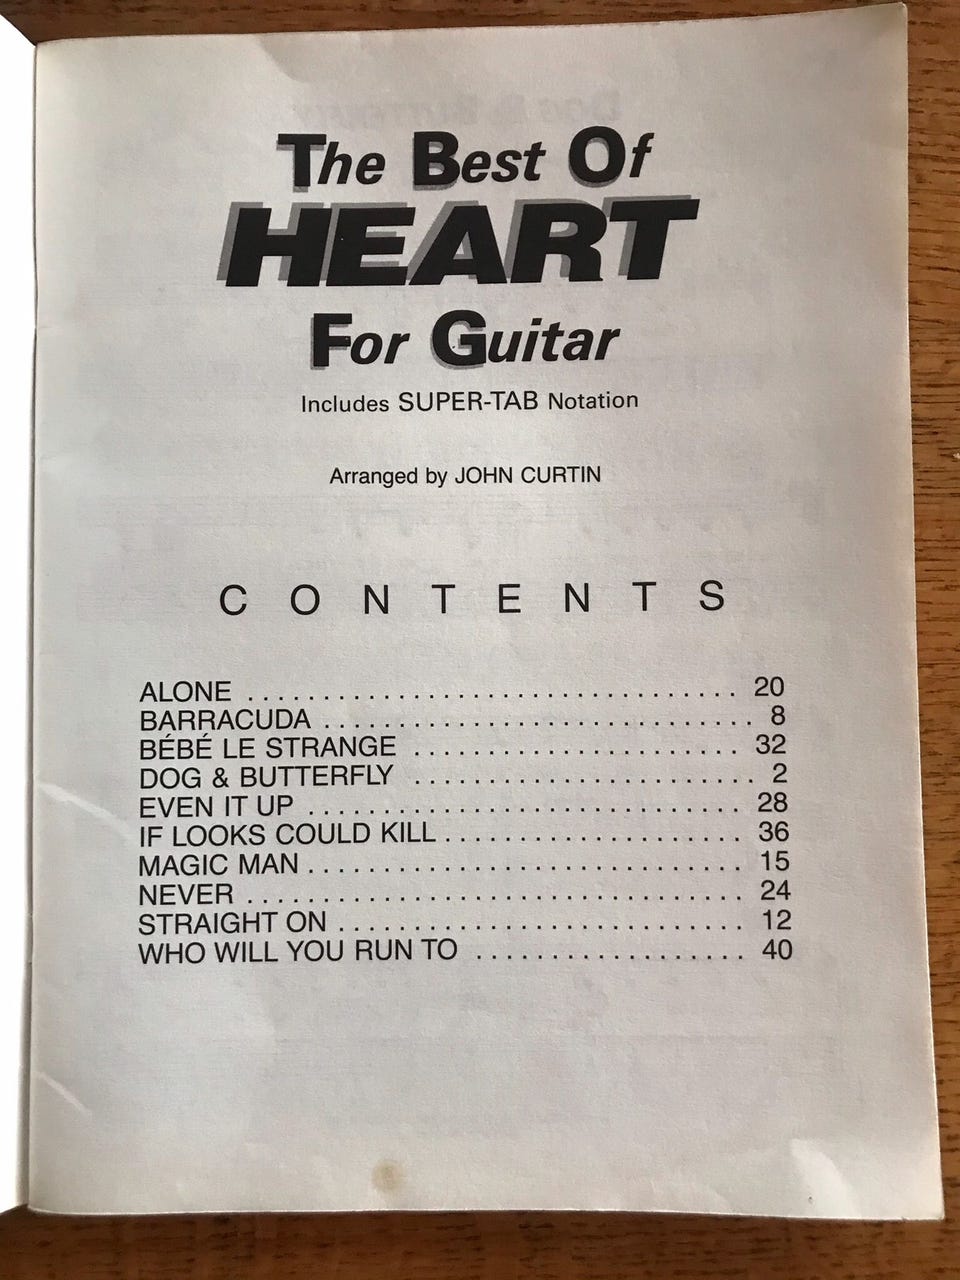 The Best Of
HEART
For Guitar
Includes SUPER-TAB Notation
Arranged by JOHN CURTIN
CONTENTS
ALONE . . . . . . . . . . . . . . . . . . . . . . . . . . . . . . . . . 20
BARRACUDA . . . . . . . . . . . . . . . . . . . . . . . . . . . . . 8
BÉBÉ LE STRANGE . . . . . . . . . . . . . . . . . . . . . . 32
DOG & BUTTERFLY . . . . . . . . . . . . . . . . . . . . . . . 2
EVEN IT UP . . . . . . . . . . . . . . . . . . . . . . . . . . . . . 28
IF LOOKS COULD KILL . . . . . . . . . . . . . . . . . . . . 36
MAGIC MAN . . . . . . . . . . . . . . . . . . . . . . . . . . . . . 15
NEVER . . . . . . . . . . . . . . . . . . . . . . . . . . . . . . . . . 24
STRAIGHT ON . . . . . . . . . . . . . . . . . . . . . . . . . . . 12
WHO WILL YOU RUN TO . . . . . . . . . . . . . . . . . . 40